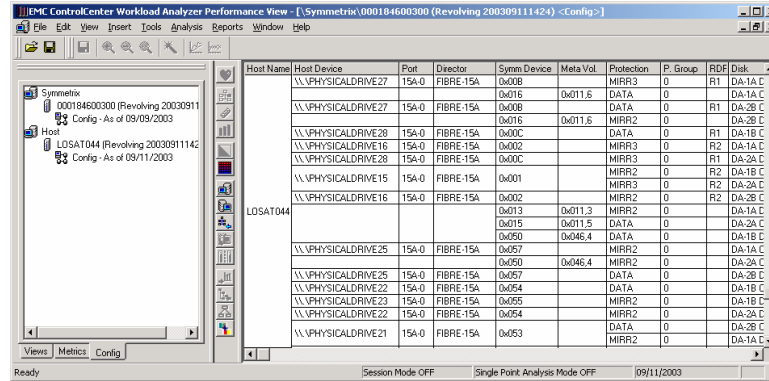 EMC ControlCenter Workload Analyzer Performance View - [\Symmetrix\000184600300 (Revolving 200309111424) <Config>]
File Edit View Insert Tools Analysis Reports Window Help
Symmetrix
000184600300 (Revolving 20030911
Config - As of 09/09/2003
Host
LOSAT044 (Revolving 2003091142
Config - As of 09/11/2003
Views Metrics Config
Host Name Host Device Port Director Symm Device Meta Vol. Protection P. Group RDF Disk
LOSAT044
\\.\PHYSICALDRIVE27 15A-0 FIBRE-15A 0x00B MIRR3 0 R1 DA-1A D
0x016 0x011,6 DATA 0 DA-1A C
\\.\PHYSICALDRIVE27 15A-0 FIBRE-15A 0x00B DATA 0 R1 DA-2B C
0x016 0x011,6 MIRR2 0 DA-2B D
\\.\PHYSICALDRIVE28 15A-0 FIBRE-15A 0x00C DATA 0 R1 DA-1B C
\\.\PHYSICALDRIVE16 15A-0 FIBRE-15A 0x002 MIRR3 0 R2 DA-1A D
\\.\PHYSICALDRIVE28 15A-0 FIBRE-15A 0x00C MIRR3 0 R1 DA-2A D
\\.\PHYSICALDRIVE15 15A-0 FIBRE-15A 0x001 MIRR2 0 R2 DA-1B C
MIRR3 0 R2 DA-2A D
\\.\PHYSICALDRIVE16 15A-0 FIBRE-15A 0x002 MIRR2 0 R2 DA-2B C
0x013 0x011,3 MIRR2 0 DA-1A D
0x015 0x011,5 DATA 0 DA-2A C
0x050 0x046,4 DATA 0 DA-1B C
\\.\PHYSICALDRIVE25 15A-0 FIBRE-15A 0x057 MIRR2 0 DA-1A C
0x050 0x046,4 MIRR2 0 DA-2A C
\\.\PHYSICALDRIVE25 15A-0 FIBRE-15A 0x057 DATA 0 DA-2B D
\\.\PHYSICALDRIVE22 15A-0 FIBRE-15A 0x054 DATA 0 DA-1B C
\\.\PHYSICALDRIVE23 15A-0 FIBRE-15A 0x055 MIRR2 0 DA-1B D
\\.\PHYSICALDRIVE22 15A-0 FIBRE-15A 0x054 MIRR2 0 DA-2A C
\\.\PHYSICALDRIVE21 15A-0 FIBRE-15A 0x053 DATA 0 DA-2B C
MIRR2 0 DA-1A D
Ready Session Mode OFF Single Point Analysis Mode OFF 09/11/2003